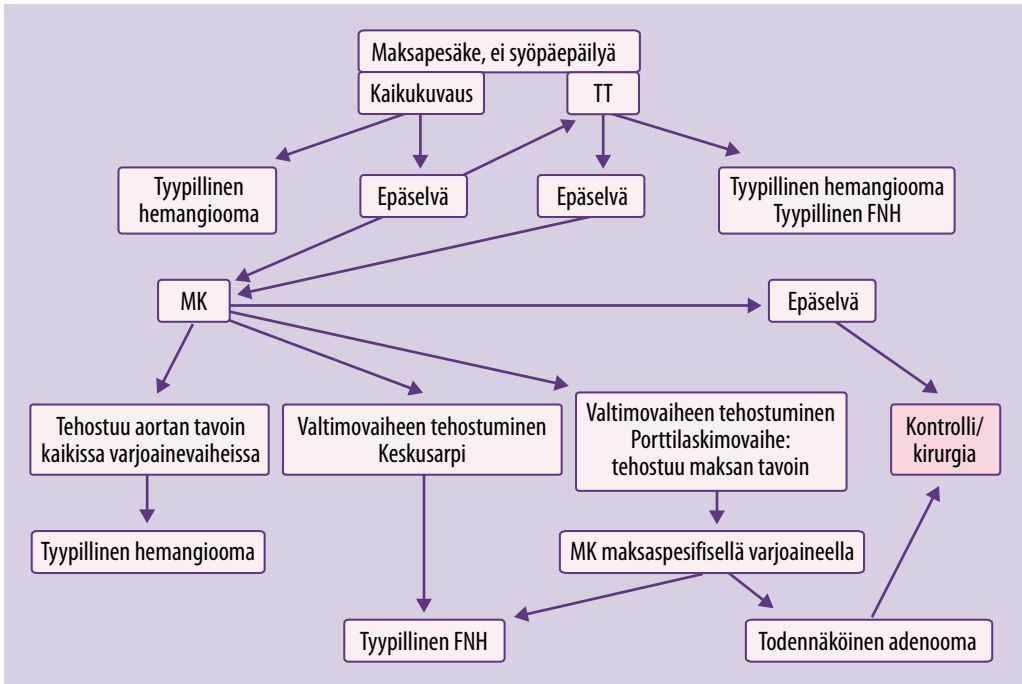 Maksapesäke, ei syöpäepäilyä
Kaikukuvaus
TT
Tyypillinen
hemangiooma
Epäselvä
Epäselvä
Tyypillinen hemangiooma
Tyypillinen FNH
MK
Epäselvä
Tehostuu aortan tavoin
kaikissa varjoainevaiheissa
Valtimovaiheen tehostuminen
Keskusarpi
Valtimovaiheen tehostuminen
Porttilaskimovaihe:
tehostuu maksan tavoin
Kontrolli/
kirurgia
Tyypillinen hemangiooma
MK maksaspesifisellä varjoaineella
Tyypillinen FNH
Todennäköinen adenooma